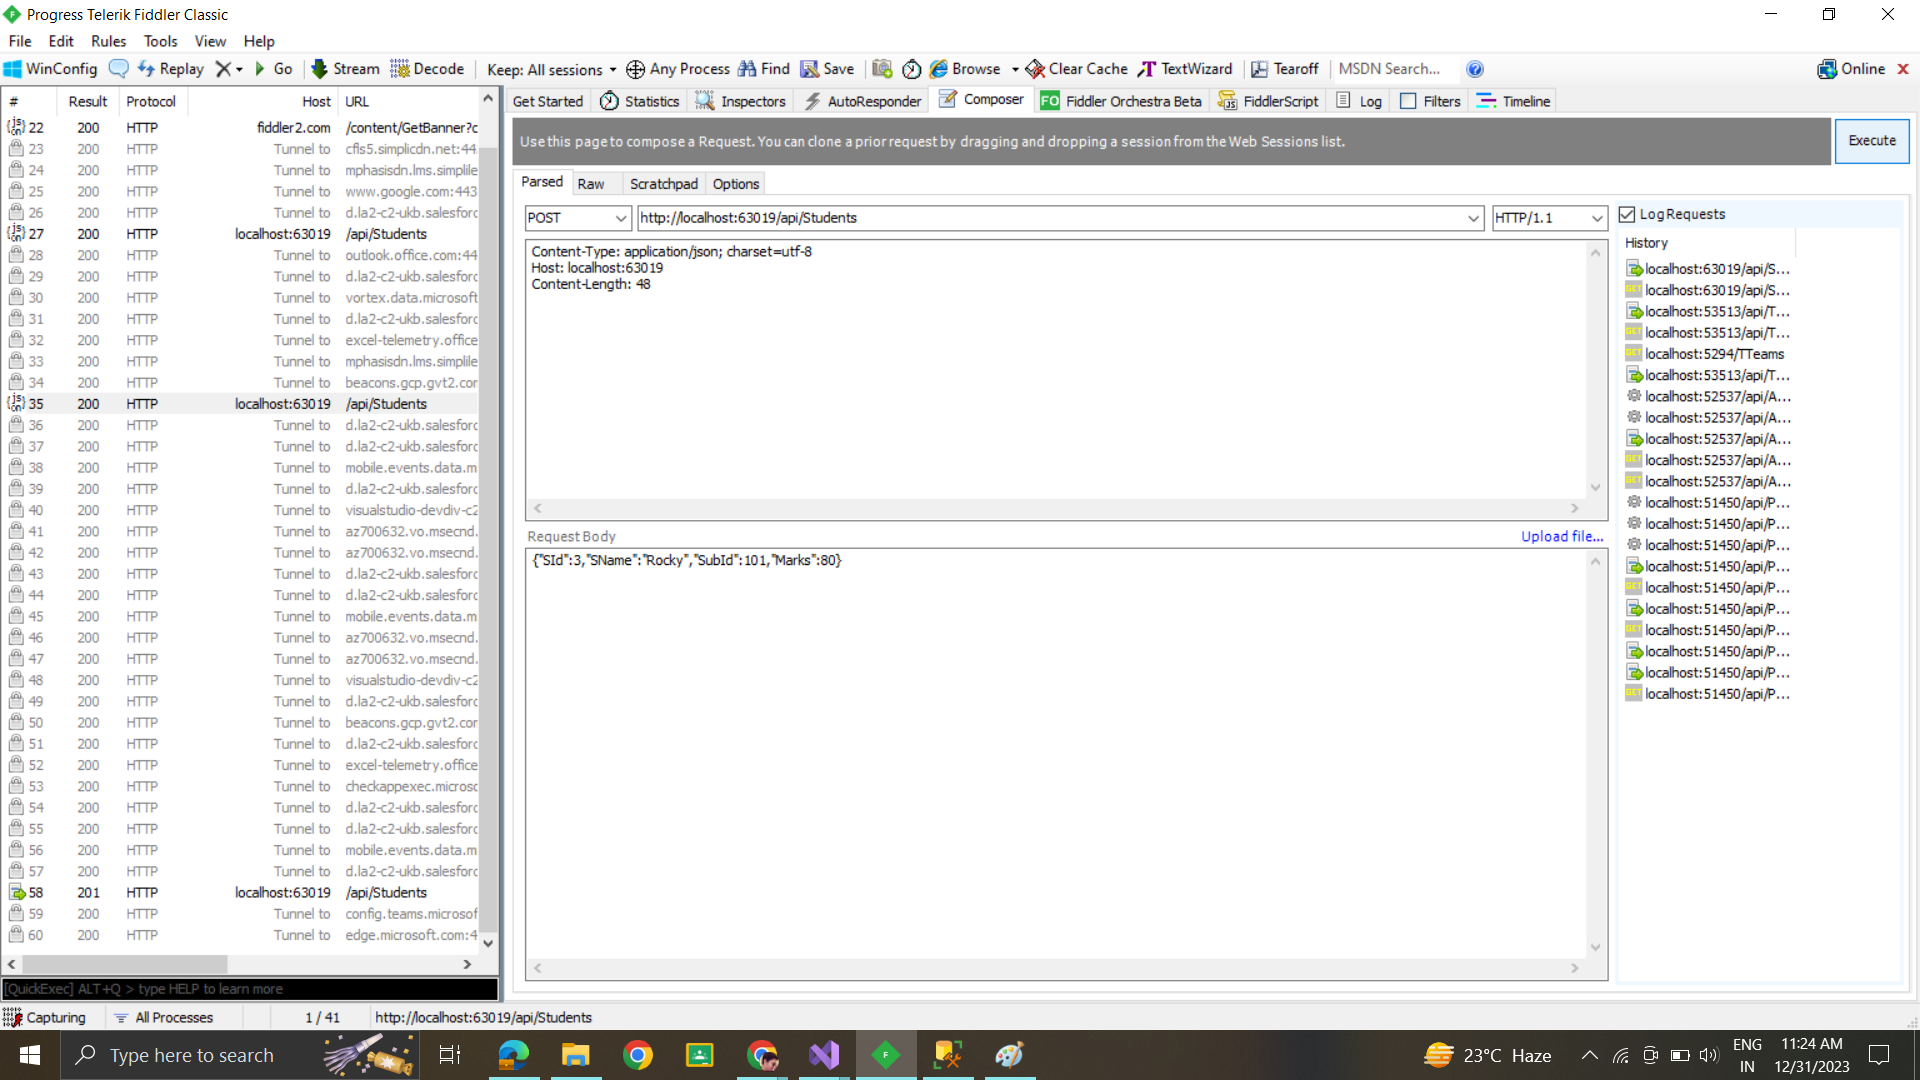 Progress Telerik Fiddler Classic
File Edit Rules Tools View Help
WinConfig Replay Go Stream Decode Keep: All sessions Any Process Find Save Browse Clear Cache TextWizard Tearoff MSDN Search... Online
# Result Protocol Host URL
22 200 HTTP fiddler2.com /content/GetBanner?c
23 200 HTTP Tunnel to cfls5.simplicdn.net:44
24 200 HTTP Tunnel to mphasisdn.lms.simplile
25 200 HTTP Tunnel to www.google.com:443
26 200 HTTP Tunnel to d.la2-c2-ukb.salesforc
27 200 HTTP localhost:63019 /api/Students
28 200 HTTP Tunnel to outlook.office.com:44
29 200 HTTP Tunnel to d.la2-c2-ukb.salesforc
30 200 HTTP Tunnel to vortex.data.microsoft
31 200 HTTP Tunnel to d.la2-c2-ukb.salesforc
32 200 HTTP Tunnel to excel-telemetry.office
33 200 HTTP Tunnel to mphasisdn.lms.simplile
34 200 HTTP Tunnel to beacons.gcp.gvt2.cor
35 200 HTTP localhost:63019 /api/Students
36 200 HTTP Tunnel to d.la2-c2-ukb.salesforc
37 200 HTTP Tunnel to d.la2-c2-ukb.salesforc
38 200 HTTP Tunnel to mobile.events.data.m
39 200 HTTP Tunnel to d.la2-c2-ukb.salesforc
40 200 HTTP Tunnel to visualstudio-devdiv-c2
41 200 HTTP Tunnel to az700632.vo.msecnd.
42 200 HTTP Tunnel to az700632.vo.msecnd.
43 200 HTTP Tunnel to d.la2-c2-ukb.salesforc
44 200 HTTP Tunnel to d.la2-c2-ukb.salesforc
45 200 HTTP Tunnel to mobile.events.data.m
46 200 HTTP Tunnel to az700632.vo.msecnd.
47 200 HTTP Tunnel to az700632.vo.msecnd.
48 200 HTTP Tunnel to visualstudio-devdiv-c2
49 200 HTTP Tunnel to d.la2-c2-ukb.salesforc
50 200 HTTP Tunnel to beacons.gcp.gvt2.cor
51 200 HTTP Tunnel to d.la2-c2-ukb.salesforc
52 200 HTTP Tunnel to excel-telemetry.office
53 200 HTTP Tunnel to checkappexec.microsc
54 200 HTTP Tunnel to d.la2-c2-ukb.salesforc
55 200 HTTP Tunnel to d.la2-c2-ukb.salesforc
56 200 HTTP Tunnel to mobile.events.data.m
57 200 HTTP Tunnel to d.la2-c2-ukb.salesforc
58 201 HTTP localhost:63019 /api/Students
59 200 HTTP Tunnel to config.teams.microsof
60 200 HTTP Tunnel to edge.microsoft.com:4
[QuickExec] ALT+Q > type HELP to learn more
Get Started Statistics Inspectors AutoResponder Composer FO Fiddler Orchestra Beta FiddlerScript Log Filters Timeline
Use this page to compose a Request. You can clone a prior request by dragging and dropping a session from the Web Sessions list.
Execute
Parsed Raw Scratchpad Options
POST http://localhost:63019/api/Students HTTP/1.1
Content-Type: application/json; charset=utf-8
Host: localhost:63019
Content-Length: 48
Request Body Upload file...
{"SId":3,"SName":"Rocky","SubId":101,"Marks":80}
Log Requests
History
localhost:63019/api/S...
localhost:63019/api/S...
localhost:53513/api/T...
localhost:53513/api/T...
localhost:5294/TTeams
localhost:53513/api/T...
localhost:52537/api/A...
localhost:52537/api/A...
localhost:52537/api/A...
localhost:52537/api/A...
localhost:52537/api/A...
localhost:51450/api/P...
localhost:51450/api/P...
localhost:51450/api/P...
localhost:51450/api/P...
localhost:51450/api/P...
localhost:51450/api/P...
localhost:51450/api/P...
localhost:51450/api/P...
localhost:51450/api/P...
localhost:51450/api/P...
Capturing All Processes 1 / 41 http://localhost:63019/api/Students
Type here to search
23°C Haze
ENG
IN
11:24 AM
12/31/2023